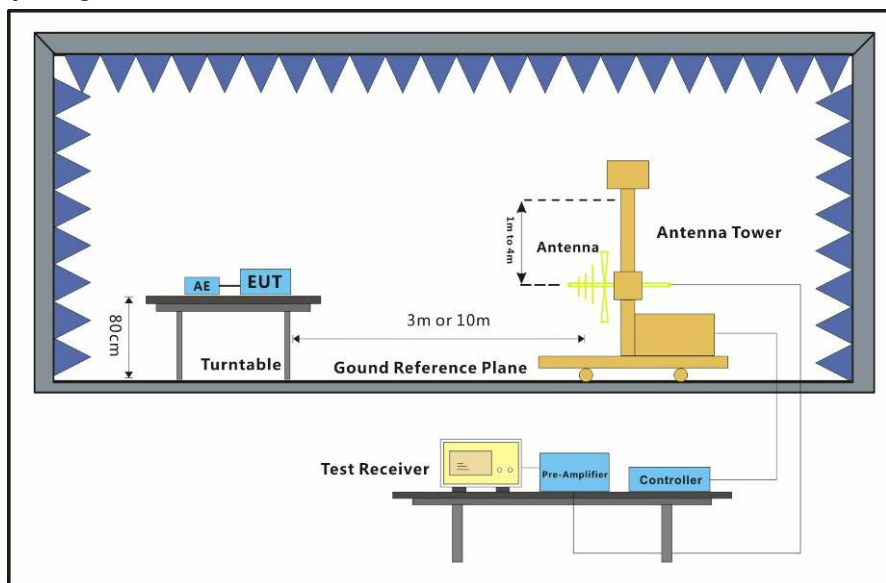 1m to 4m
Antenna
Antenna Tower
AE
EUT
80cm
3m or 10m
Turntable
Gound Reference Plane
Test Receiver
Pre-Amplifier
Controller